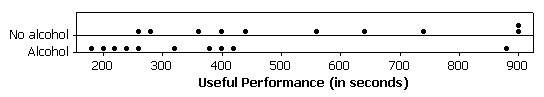 No alcohol
Alcohol
200 300 400 500 600 700 800 900
Useful Performance (in seconds)